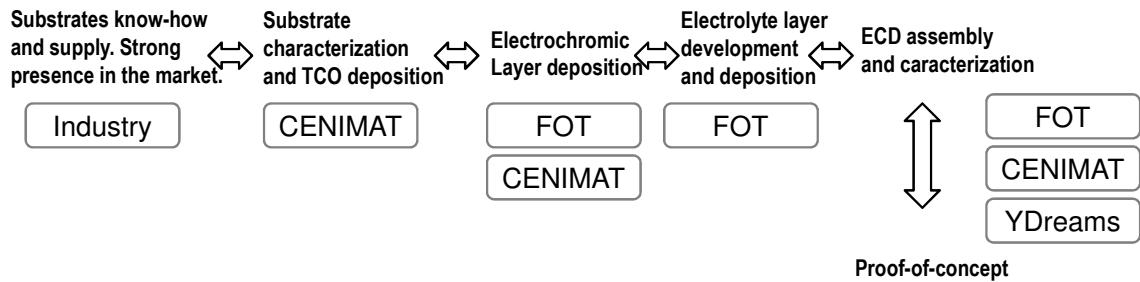 Substrates know-how
and supply. Strong
presence in the market.
Industry
Substrate
characterization
and TCO deposition
CENIMAT
Electrochromic
Layer deposition
FOT
CENIMAT
Electrolyte layer
development
and deposition
FOT
ECD assembly
and caracterization
FOT
CENIMAT
YDreams
Proof-of-concept